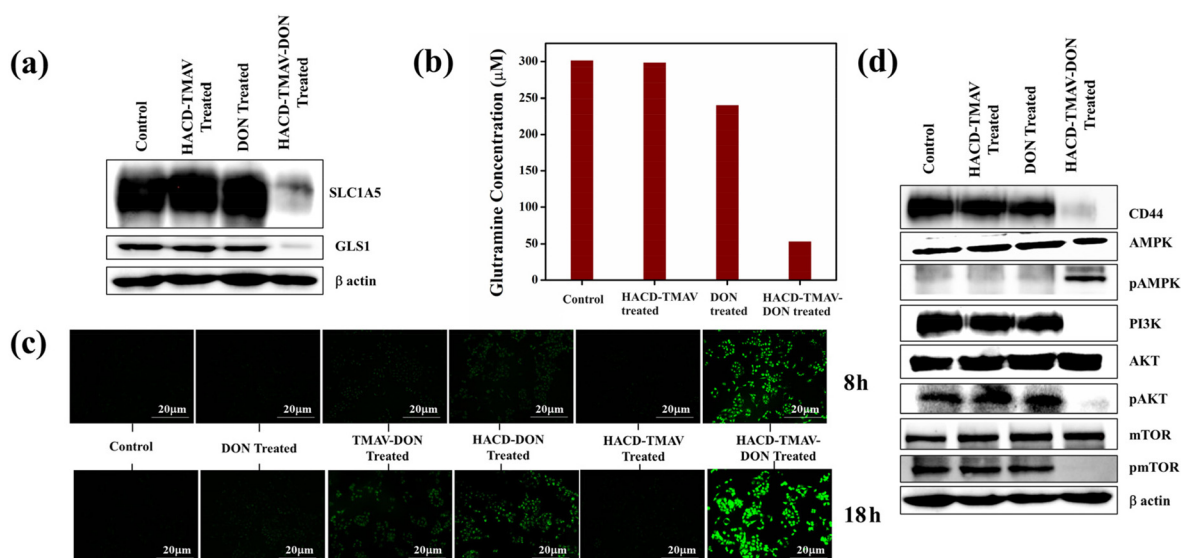 (a)
Control
HACD-TMAV
Treated
DON Treated
HACD-TMAV-DON
Treated
SLC1A5
GLS1
β actin
(b)
Glutramine Concentration (μM)
300
250
200
150
100
50
0
Control
HACD-TMAV
treated
DON
treated
HACD-TMAV-
DON treated
(c)
20μm
20μm
20μm
20μm
20μm
20μm
8h
Control
DON Treated
TMAV-DON
Treated
HACD-DON
Treated
HACD-TMAV
Treated
HACD-TMAV-
DON Treated
20μm
20μm
20μm
20μm
20μm
20μm
18h
(d)
Control
HACD-TMAV
Treated
DON Treated
HACD-TMAV-DON
Treated
CD44
AMPK
pAMPK
PI3K
AKT
pAKT
mTOR
pmTOR
β actin